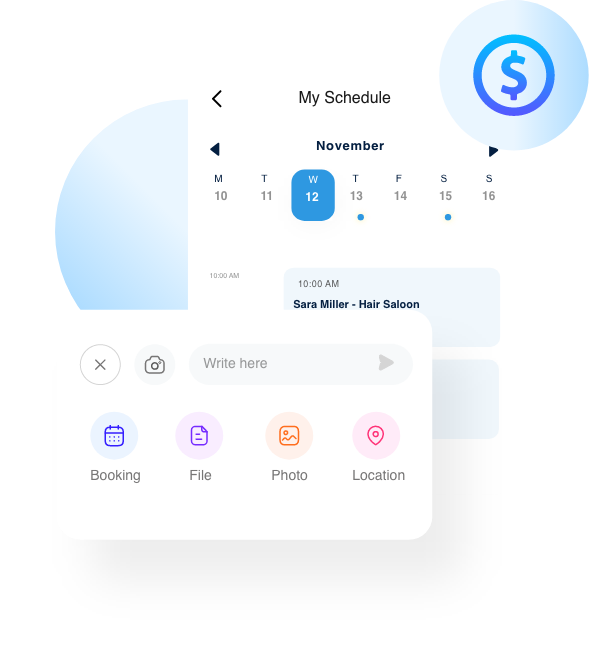 My Schedule
November
M T W T F S S
10 11 12 13 14 15 16
10:00 AM
10:00 AM
Sara Miller - Hair Saloon
Write here
Booking File Photo Location
$